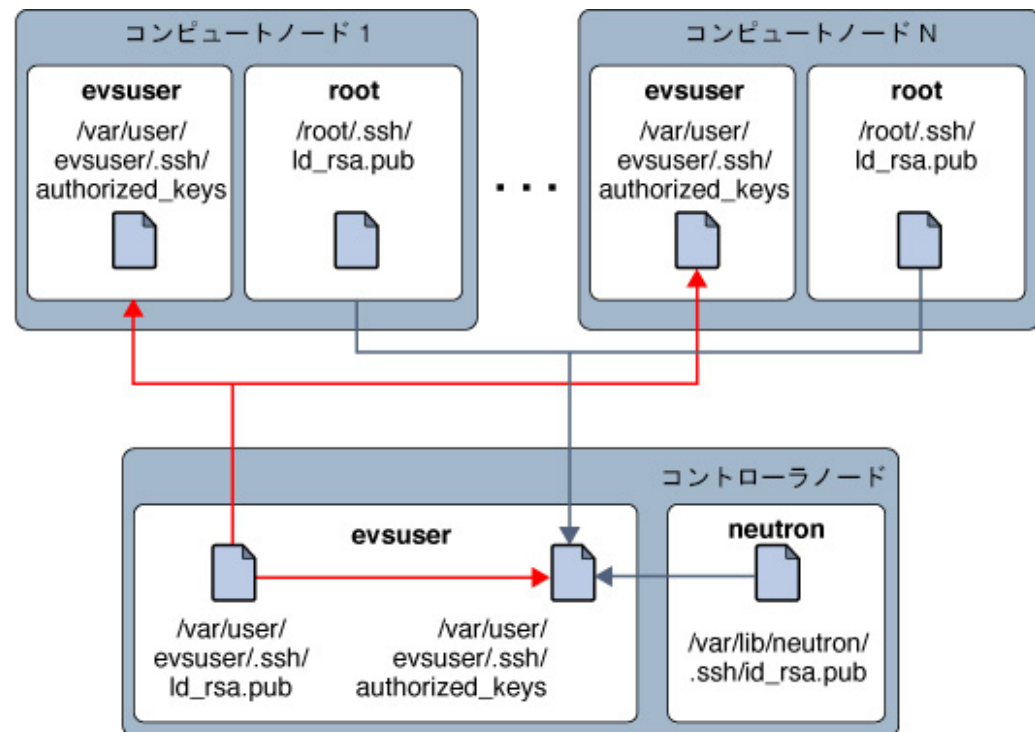 コンピュートノード 1
evsuser
/var/user/
evsuser/.ssh/
authorized_keys
root
/root/.ssh/
ld_rsa.pub
. . .
コンピュートノード N
evsuser
/var/user/
evsuser/.ssh/
authorized_keys
root
/root/.ssh/
ld_rsa.pub
コントローラノード
evsuser
/var/user/
evsuser/.ssh/
ld_rsa.pub
/var/user/
evsuser/.ssh/
authorized_keys
neutron
/var/lib/neutron/
.ssh/id_rsa.pub